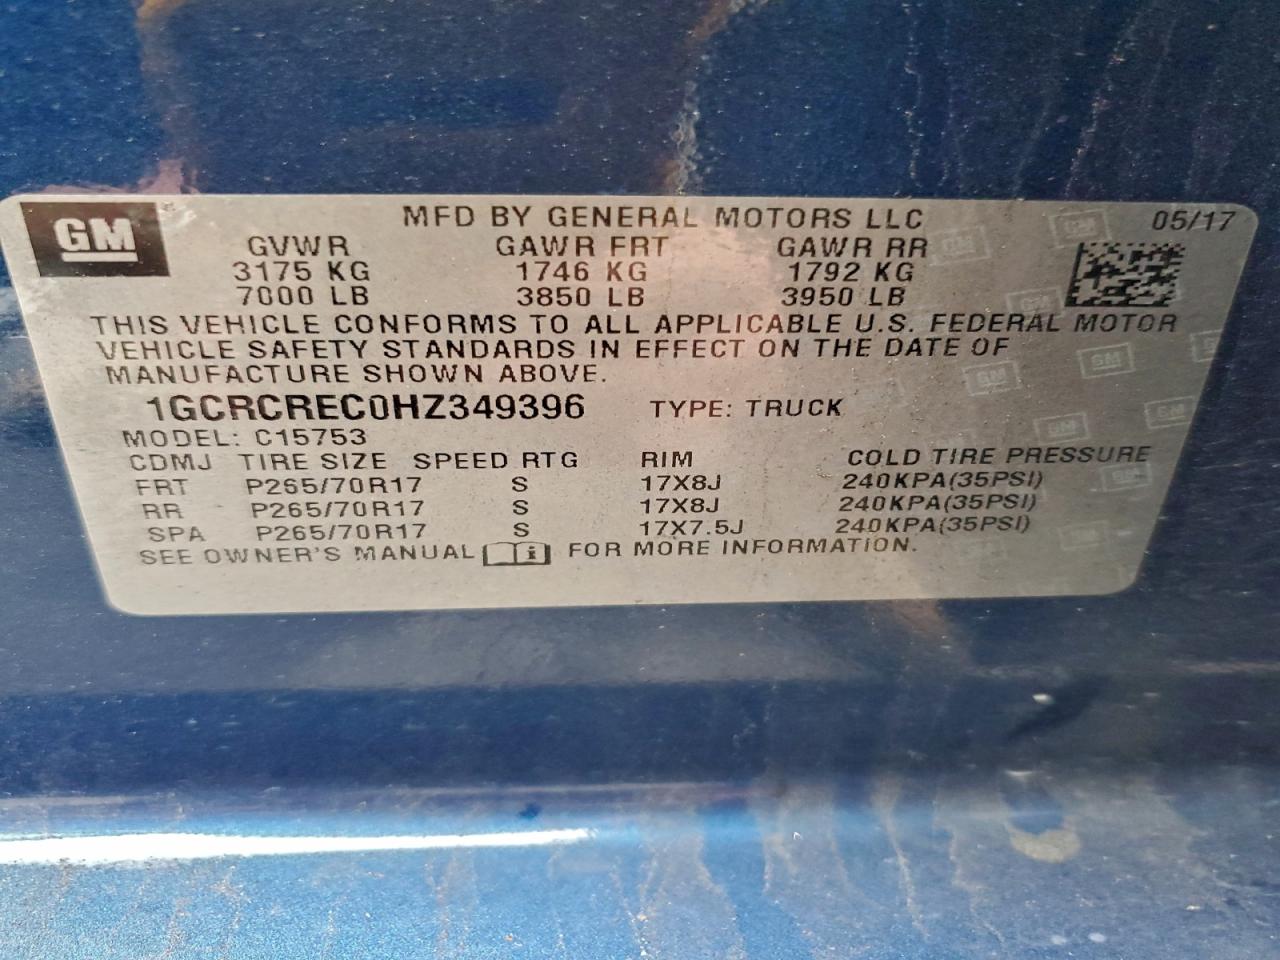 GM
MFD BY GENERAL MOTORS LLC 05/17
GVWR GAWR FRT GAWR RR
3175 KG 1746 KG 1792 KG
7000 LB 3850 LB 3950 LB
THIS VEHICLE CONFORMS TO ALL APPLICABLE U.S. FEDERAL MOTOR
VEHICLE SAFETY STANDARDS IN EFFECT ON THE DATE OF
MANUFACTURE SHOWN ABOVE.
1GCRCREC0HZ349396 TYPE: TRUCK
MODEL: C15753
CDMJ TIRE SIZE SPEED RTG RIM COLD TIRE PRESSURE
FRT P265/70R17 S 17X8J 240KPA(35PSI)
RR P265/70R17 S 17X8J 240KPA(35PSI)
SPA P265/70R17 S 17X7.5J 240KPA(35PSI)
SEE OWNER'S MANUAL i FOR MORE INFORMATION.